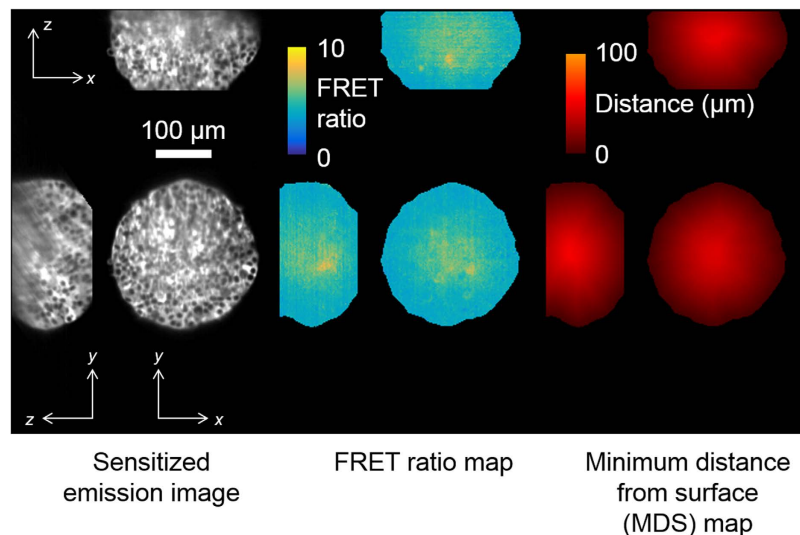 z
x
100 µm
10
FRET
ratio
0
100
Distance (µm)
0
y
z
y
x
Sensitized
emission image
FRET ratio map
Minimum distance
from surface
(MDS) map